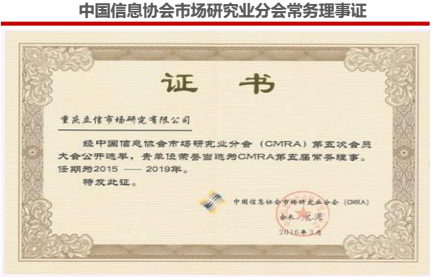 中国信息协会市场研究业分会常务理事证
证 书
重庆立信市场研究有限公司
经中国信息协会市场研究业分会（CMRA）第五次会员
大会公开选举，贵单位荣誉当选为CMRA第五届常务理事。
任期为2015 —— 2019年。
特发此证。
中国信息协会市场研究业分会（CMRA）
会长
2016年3月